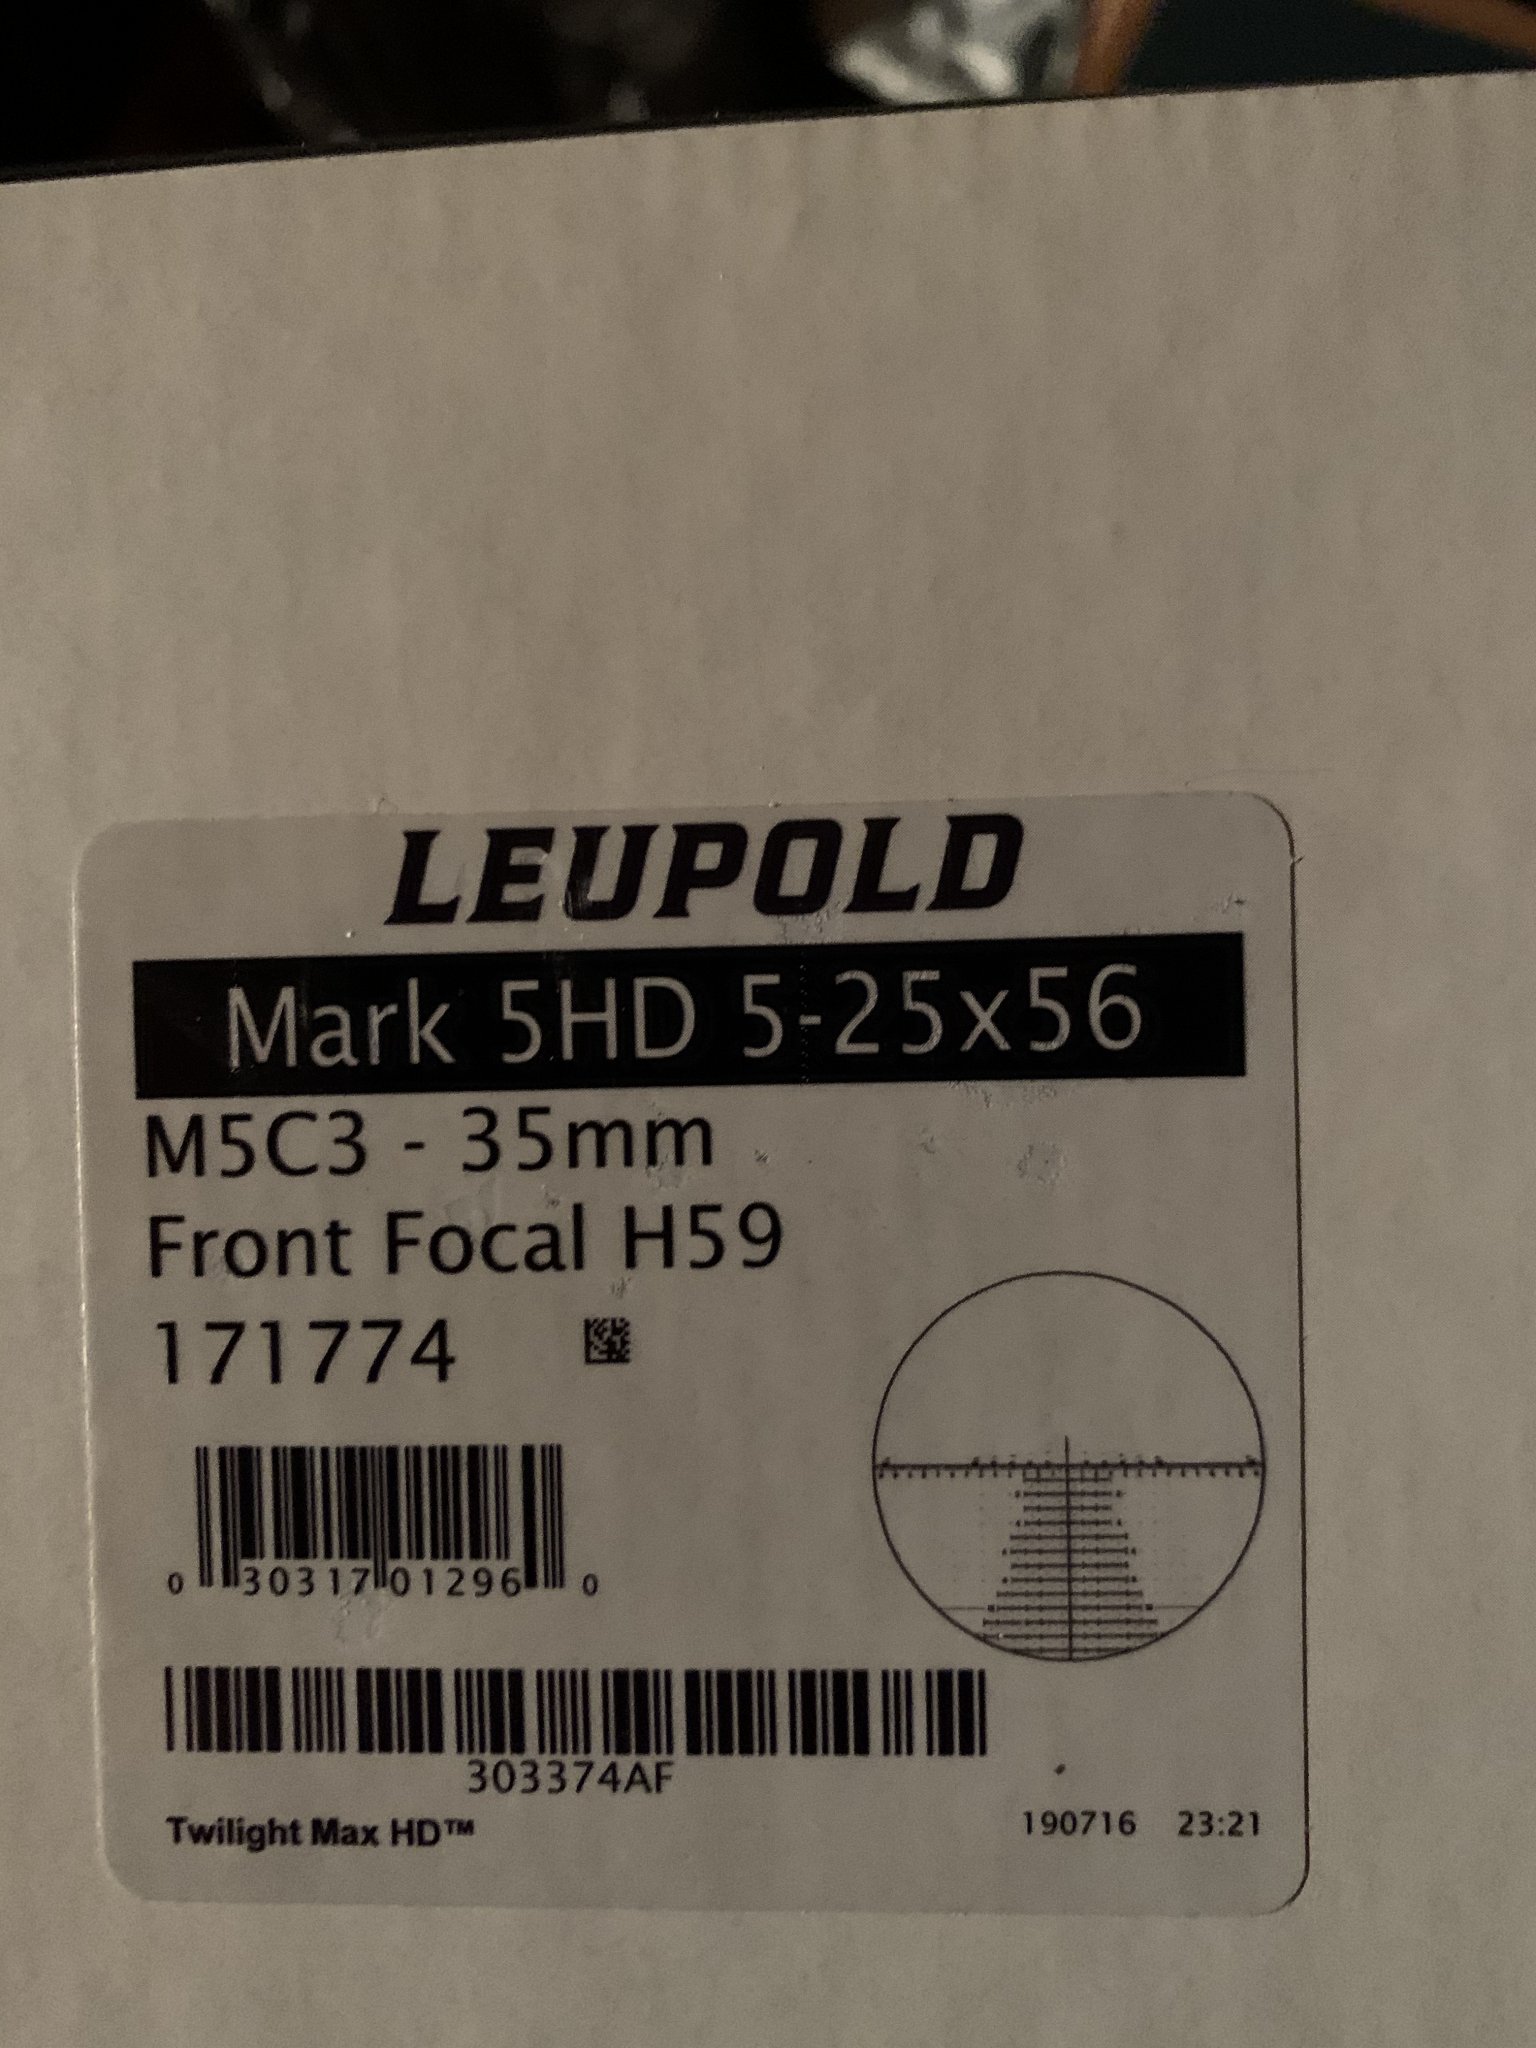 LEUPOLD
Mark 5HD 5-25x56
M5C3 - 35mm
Front Focal H59
171774
0 30317 01296 0
303374AF
Twilight Max HD™
190716 23:21